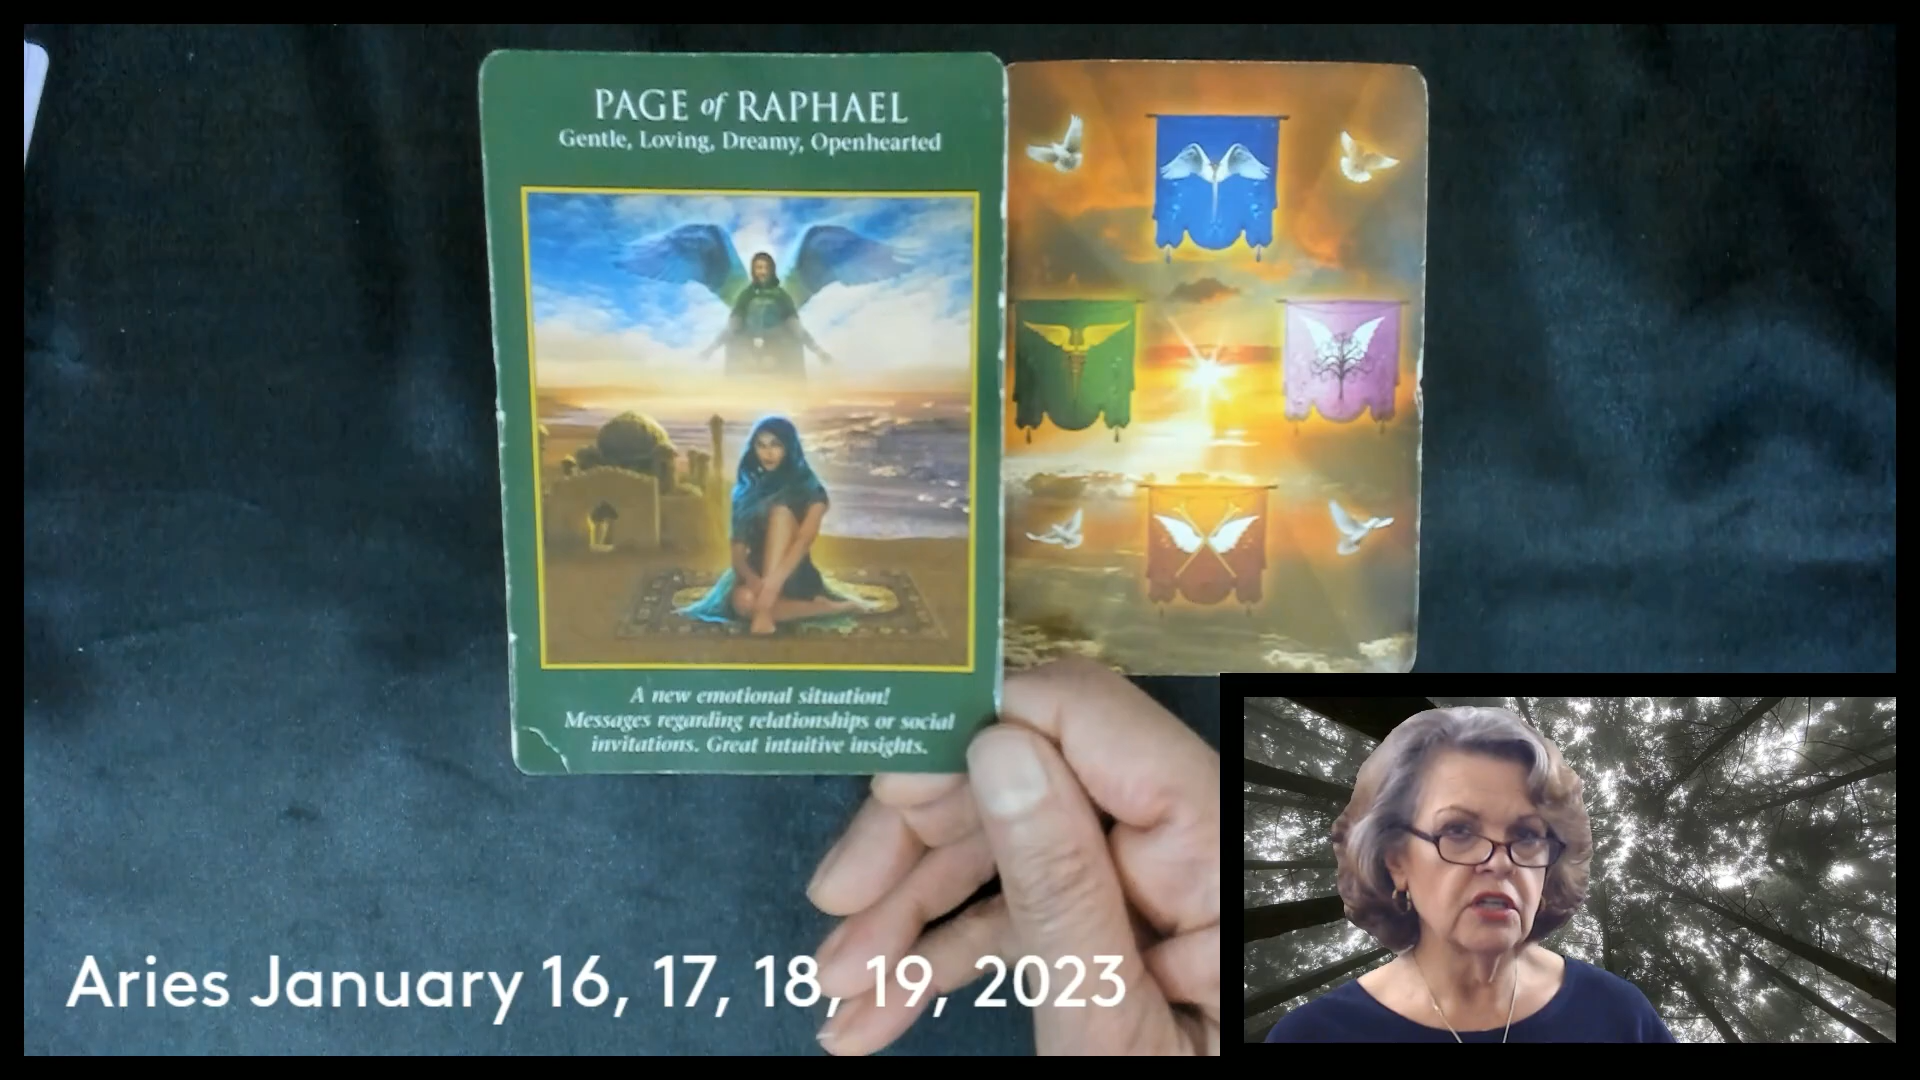 PAGE of RAPHAEL
Gentle, Loving, Dreamy, Openhearted
A new emotional situation!
Messages regarding relationships or social
invitations. Great intuitive insights.
Aries January 16, 17, 18, 19, 2023